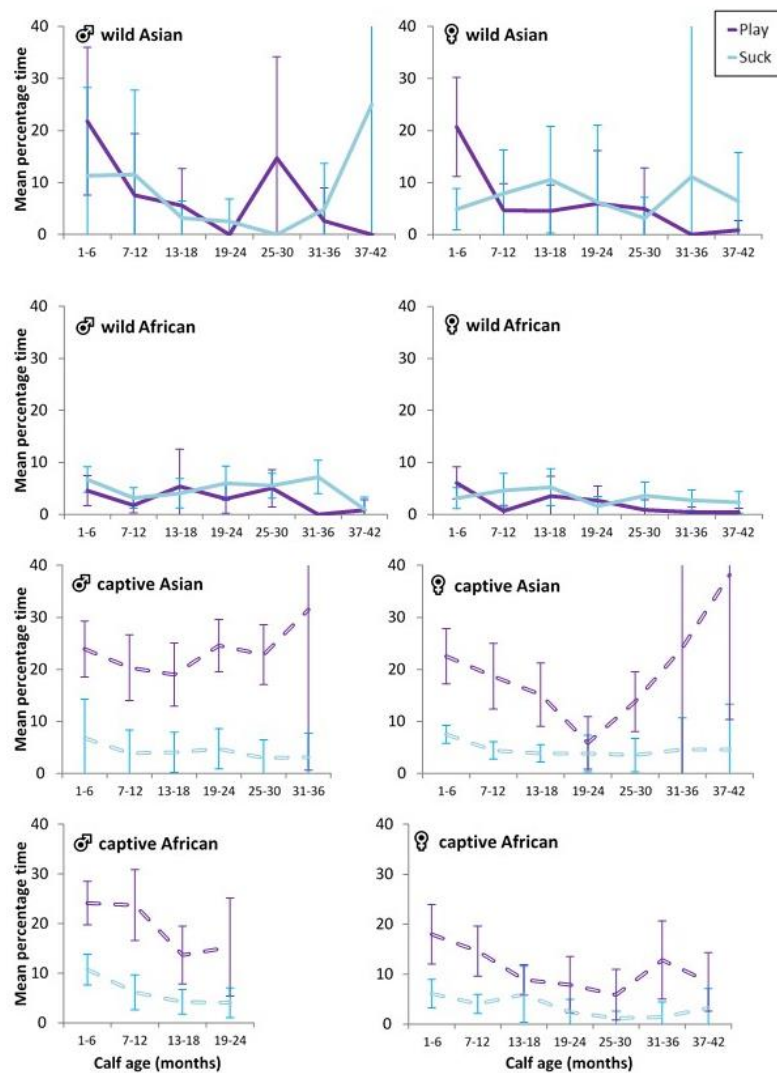 ♂ wild Asian
♀ wild Asian
Play
Suck
Mean percentage time
40
30
20
10
0
1-6 7-12 13-18 19-24 25-30 31-36 37-42
40
30
20
10
0
1-6 7-12 13-18 19-24 25-30 31-36 37-42
♂ wild African
♀ wild African
Mean percentage time
40
30
20
10
0
1-6 7-12 13-18 19-24 25-30 31-36 37-42
40
30
20
10
0
1-6 7-12 13-18 19-24 25-30 31-36 37-42
♂ captive Asian
♀ captive Asian
Mean percentage time
40
30
20
10
0
1-6 7-12 13-18 19-24 25-30 31-36
40
30
20
10
0
1-6 7-12 13-18 19-24 25-30 31-36 37-42
♂ captive African
♀ captive African
Mean percentage time
40
30
20
10
0
1-6 7-12 13-18 19-24
Calf age (months)
40
30
20
10
0
1-6 7-12 13-18 19-24 25-30 31-36 37-42
Calf age (months)